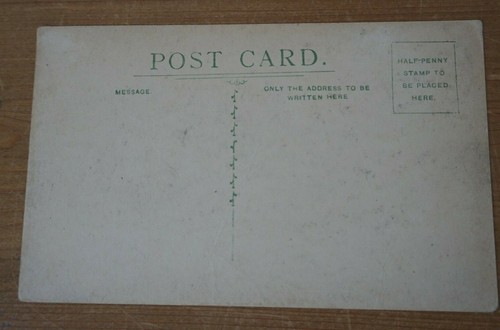 POST CARD.
MESSAGE.
ONLY THE ADDRESS TO BE
WRITTEN HERE
HALF-PENNY
STAMP TO
BE PLACED
HERE.